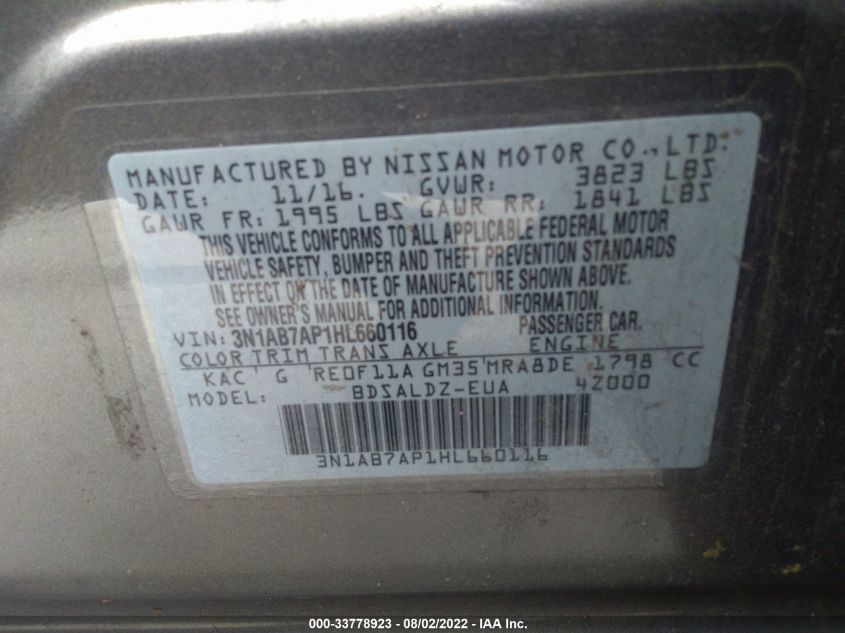 MANUFACTURED BY NISSAN MOTOR CO., LTD:
DATE: 11/16. GVWR: 3823 LBS
GAWR FR: 1995 LBS GAWR RR: 1841 LBS
THIS VEHICLE CONFORMS TO ALL APPLICABLE FEDERAL MOTOR
VEHICLE SAFETY, BUMPER AND THEFT PREVENTION STANDARDS
IN EFFECT ON THE DATE OF MANUFACTURE SHOWN ABOVE.
SEE OWNER'S MANUAL FOR ADDITIONAL INFORMATION.
VIN: 3N1AB7AP1HL660116 PASSENGER CAR.
COLOR TRIM TRANS AXLE ENGINE
KAC G RE0F11A GM35 MRA8DE 1798 CC
MODEL: BDSALDZ-EUA 4Z000
3N1AB7AP1HL660116
000-33778923 - 08/02/2022 - IAA Inc.